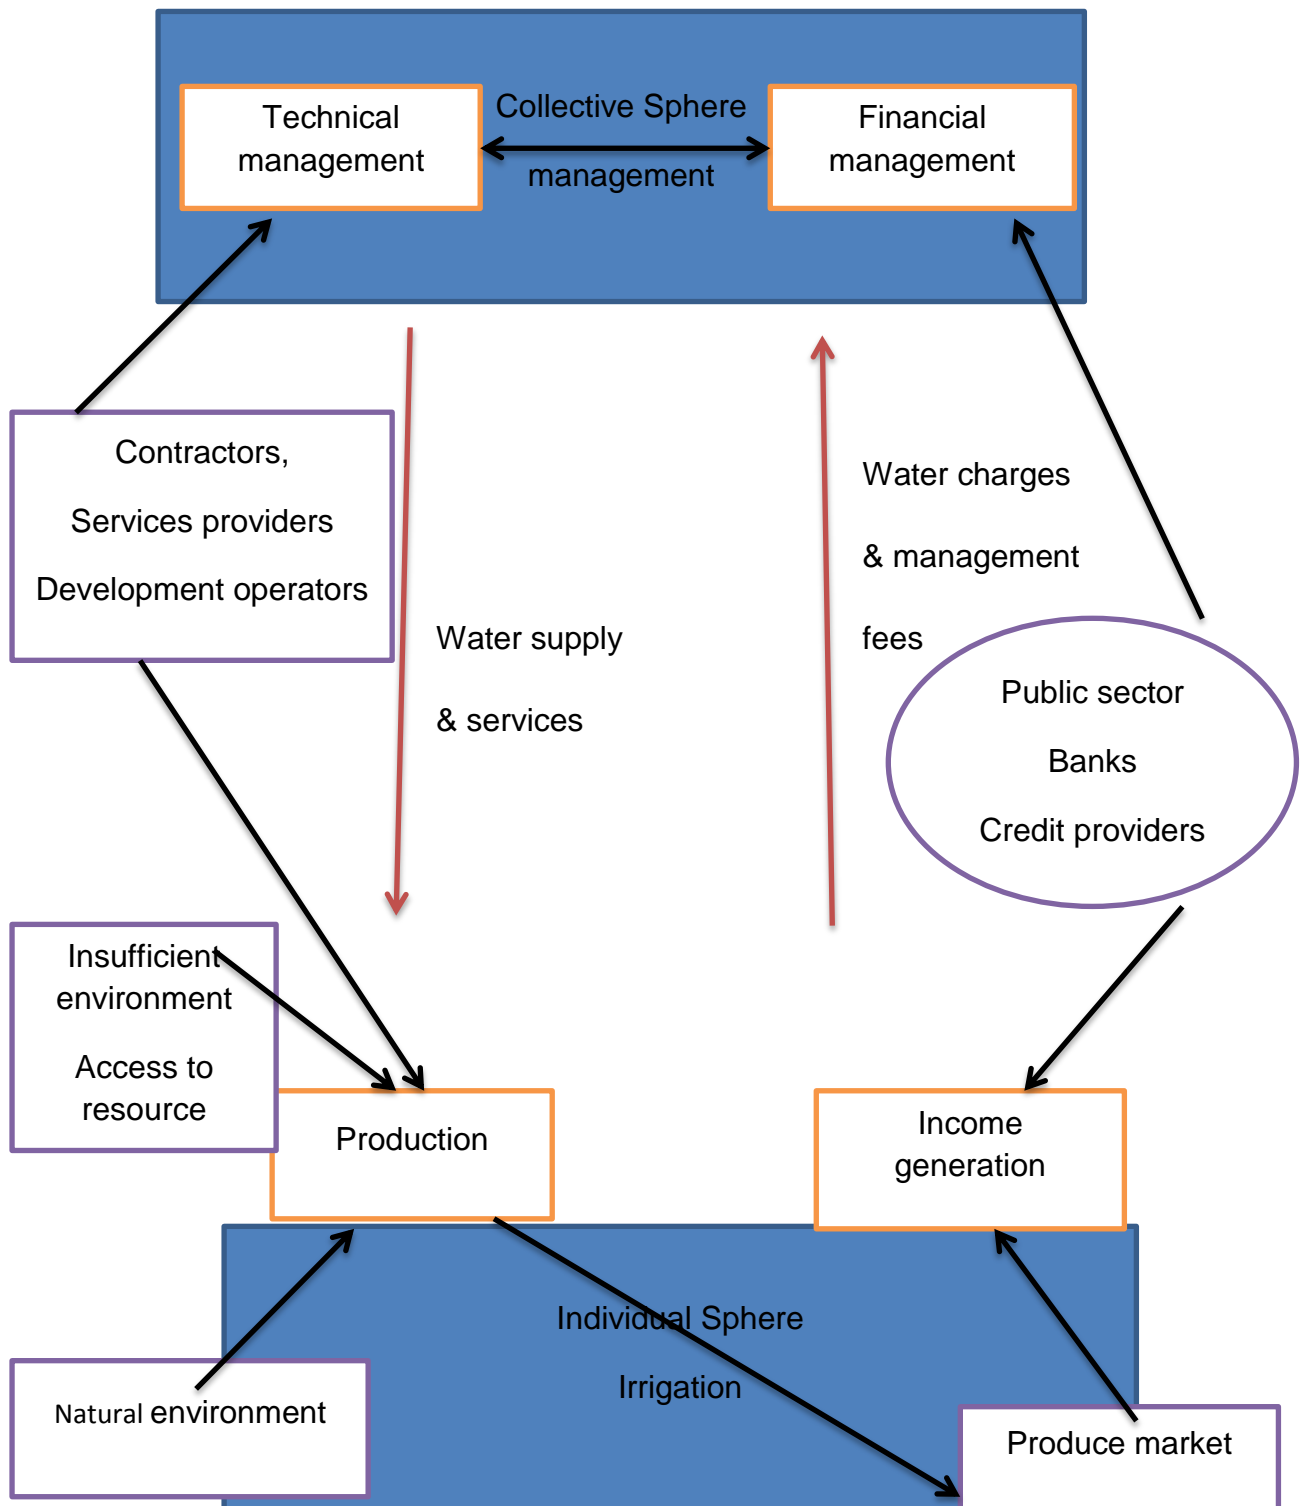 Technical
management
Collective Sphere
management
Financial
management
Contractors,
Services providers
Development operators
Water supply
& services
Water charges
& management
fees
Public sector
Banks
Credit providers
Insufficient
environment
Access to
resource
Production
Income
generation
Individual Sphere
Irrigation
Natural environment
Produce market